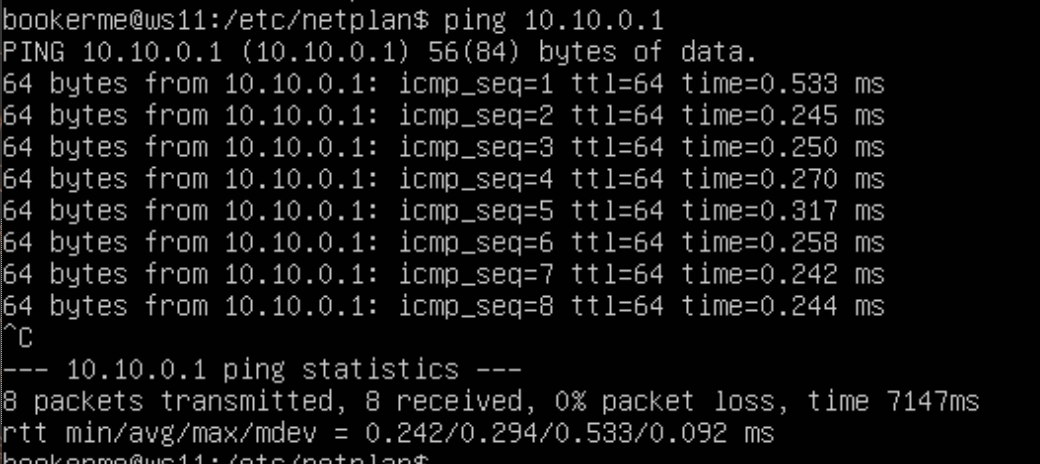 bookerme@ws11:/etc/netplan$ ping 10.10.0.1
PING 10.10.0.1 (10.10.0.1) 56(84) bytes of data.
64 bytes from 10.10.0.1: icmp_seq=1 ttl=64 time=0.533 ms
64 bytes from 10.10.0.1: icmp_seq=2 ttl=64 time=0.245 ms
64 bytes from 10.10.0.1: icmp_seq=3 ttl=64 time=0.250 ms
64 bytes from 10.10.0.1: icmp_seq=4 ttl=64 time=0.270 ms
64 bytes from 10.10.0.1: icmp_seq=5 ttl=64 time=0.317 ms
64 bytes from 10.10.0.1: icmp_seq=6 ttl=64 time=0.258 ms
64 bytes from 10.10.0.1: icmp_seq=7 ttl=64 time=0.242 ms
64 bytes from 10.10.0.1: icmp_seq=8 ttl=64 time=0.244 ms
^C
--- 10.10.0.1 ping statistics ---
8 packets transmitted, 8 received, 0% packet loss, time 7147ms
rtt min/avg/max/mdev = 0.242/0.294/0.533/0.092 ms
bookerme@ws11:/etc/netplan$